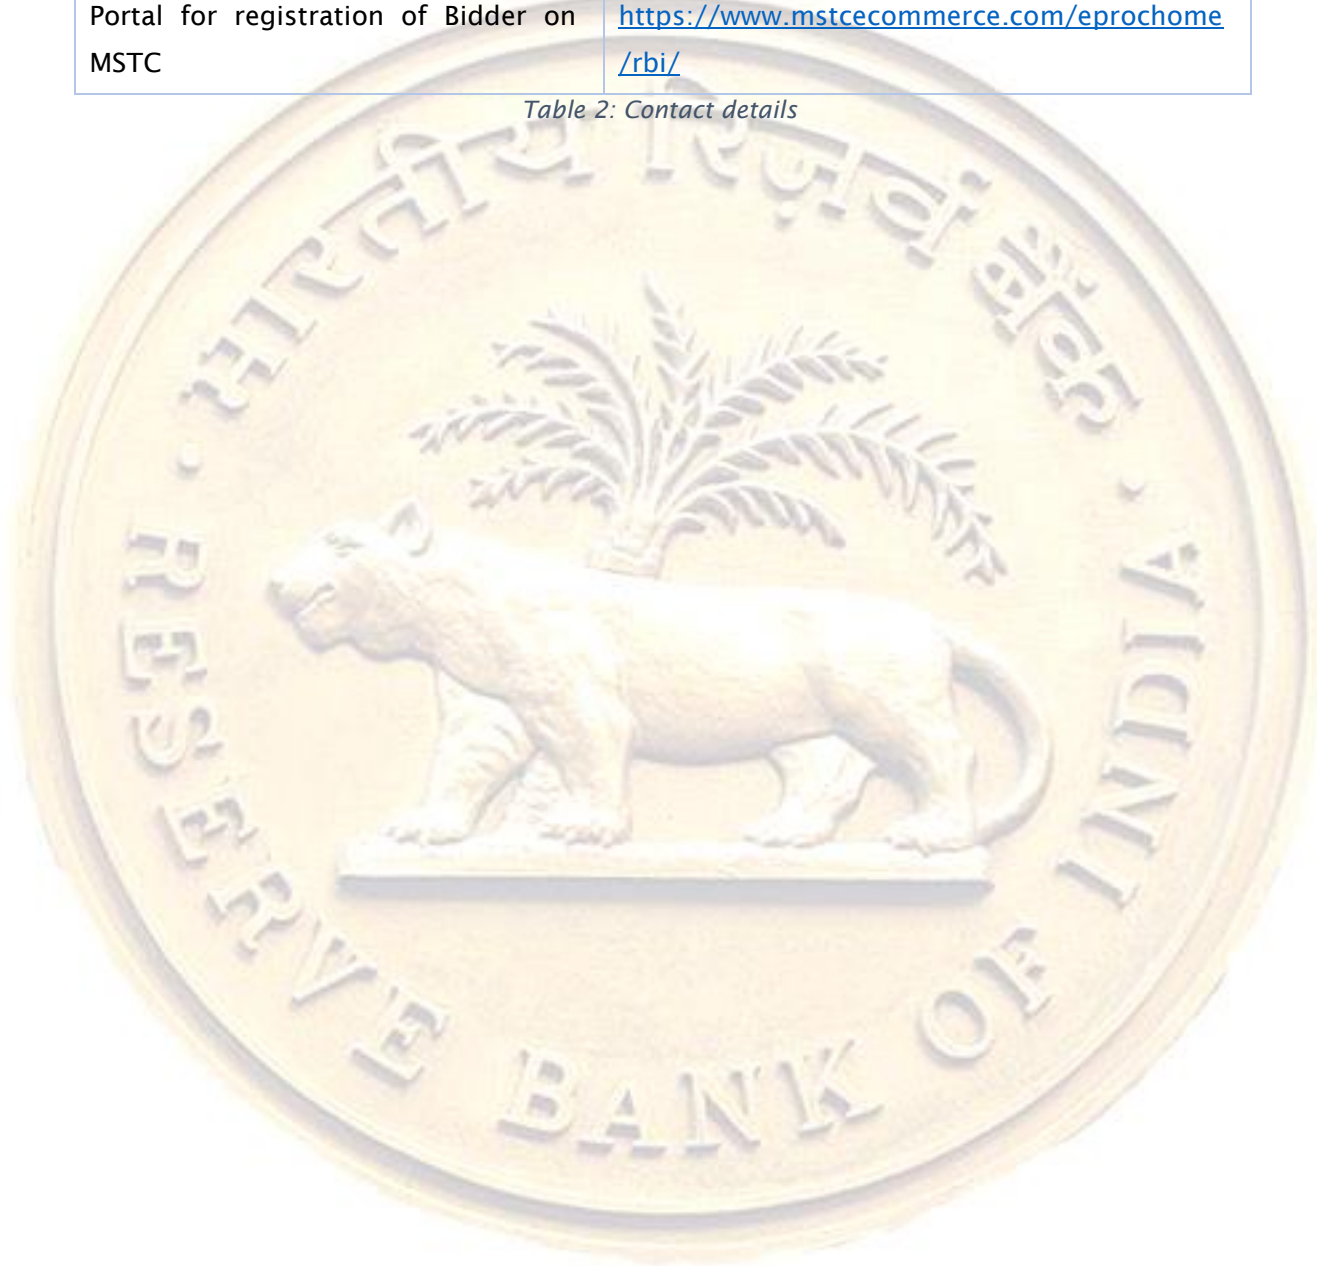 Portal for registration of Bidder on
MSTC
https://www.mstcecommerce.com/eprochome
/rbi/
Table 2: Contact details
भारतीय रिज़र्व बैंक
RESERVE BANK OF INDIA